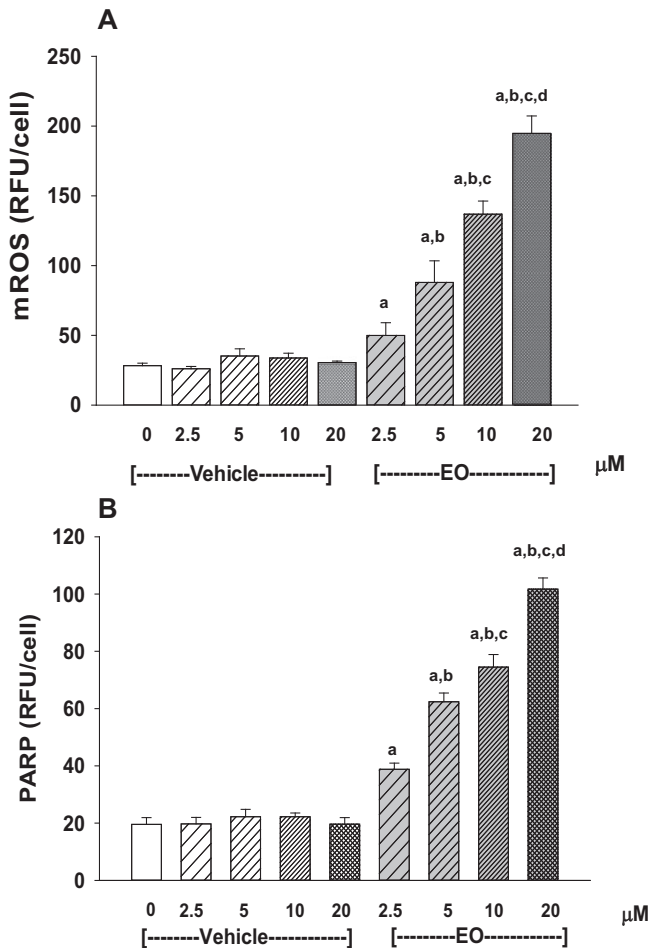 A
mROS (RFU/cell)
250
200
150
100
50
0
a
a,b
a,b,c
a,b,c,d
0 2.5 5 10 20 2.5 5 10 20
[--------Vehicle----------] [---------EO------------] μM
B
PARP (RFU/cell)
120
100
80
60
40
20
0
a
a,b
a,b,c
a,b,c,d
0 2.5 5 10 20 2.5 5 10 20
[--------Vehicle----------] [---------EO------------] μM